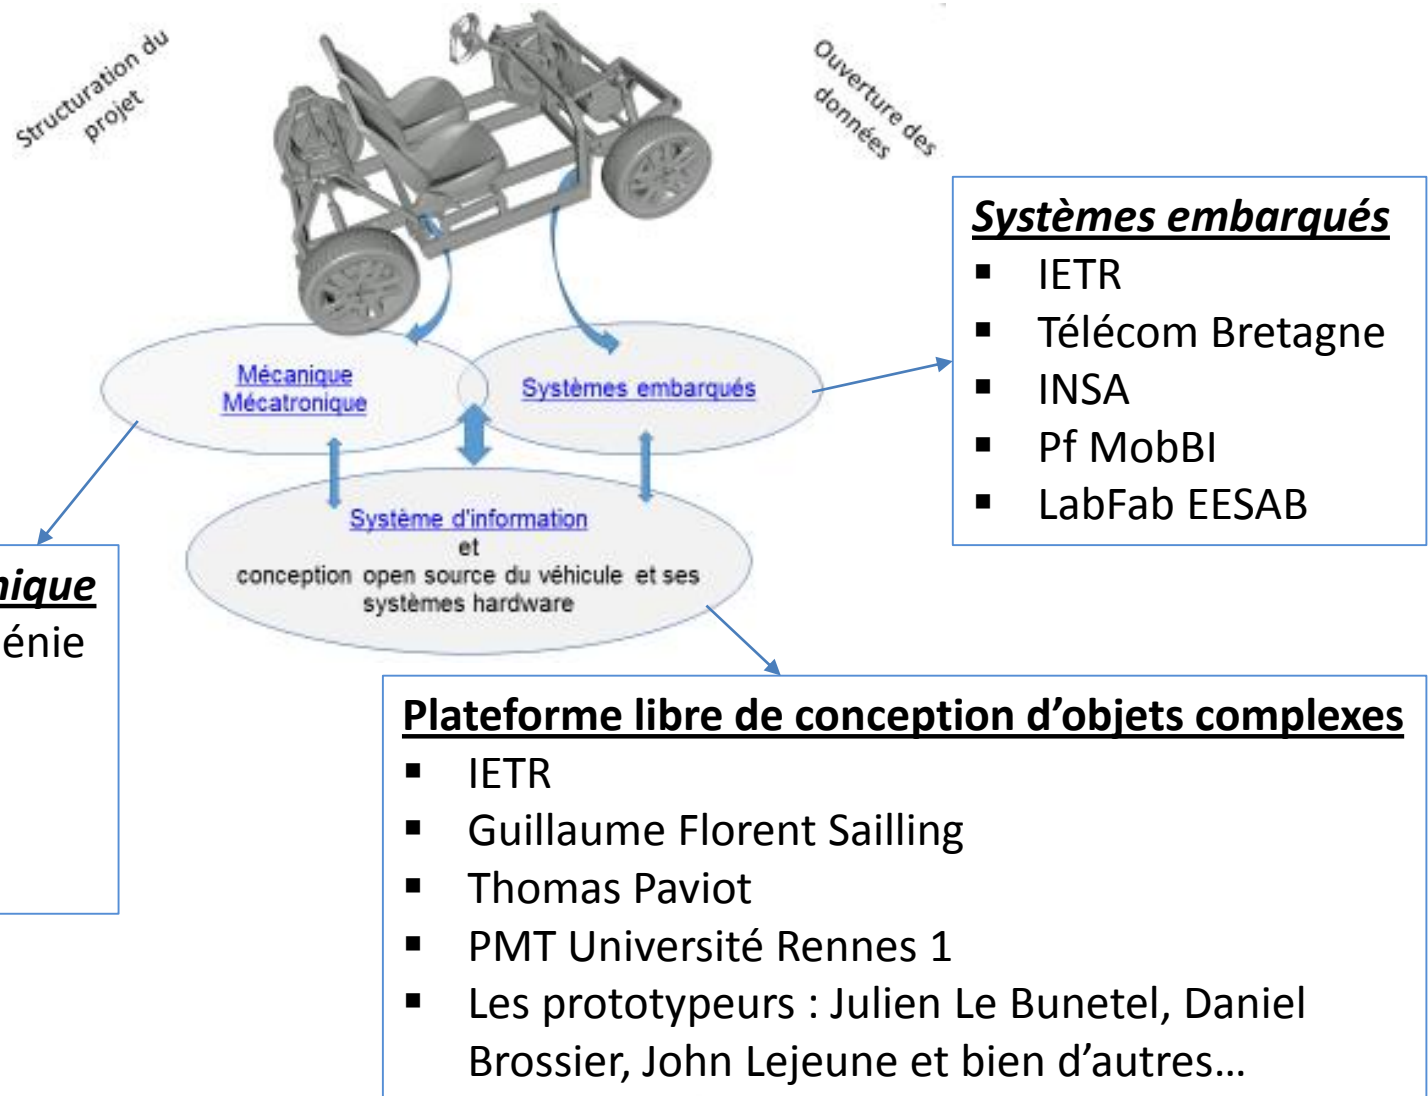 Structuration du
projet
Ouverture des
données
Systèmes embarqués
▪ IETR
▪ Télécom Bretagne
▪ INSA
▪ Pf MobBI
▪ LabFab EESAB
Mécanique
Mécatronique
Systèmes embarqués
Système d'information
et
conception open source du véhicule et ses
systèmes hardware
nique
énie
Plateforme libre de conception d’objets complexes
▪ IETR
▪ Guillaume Florent Sailling
▪ Thomas Paviot
▪ PMT Université Rennes 1
▪ Les prototypeurs : Julien Le Bunetel, Daniel
Brossier, John Lejeune et bien d’autres…